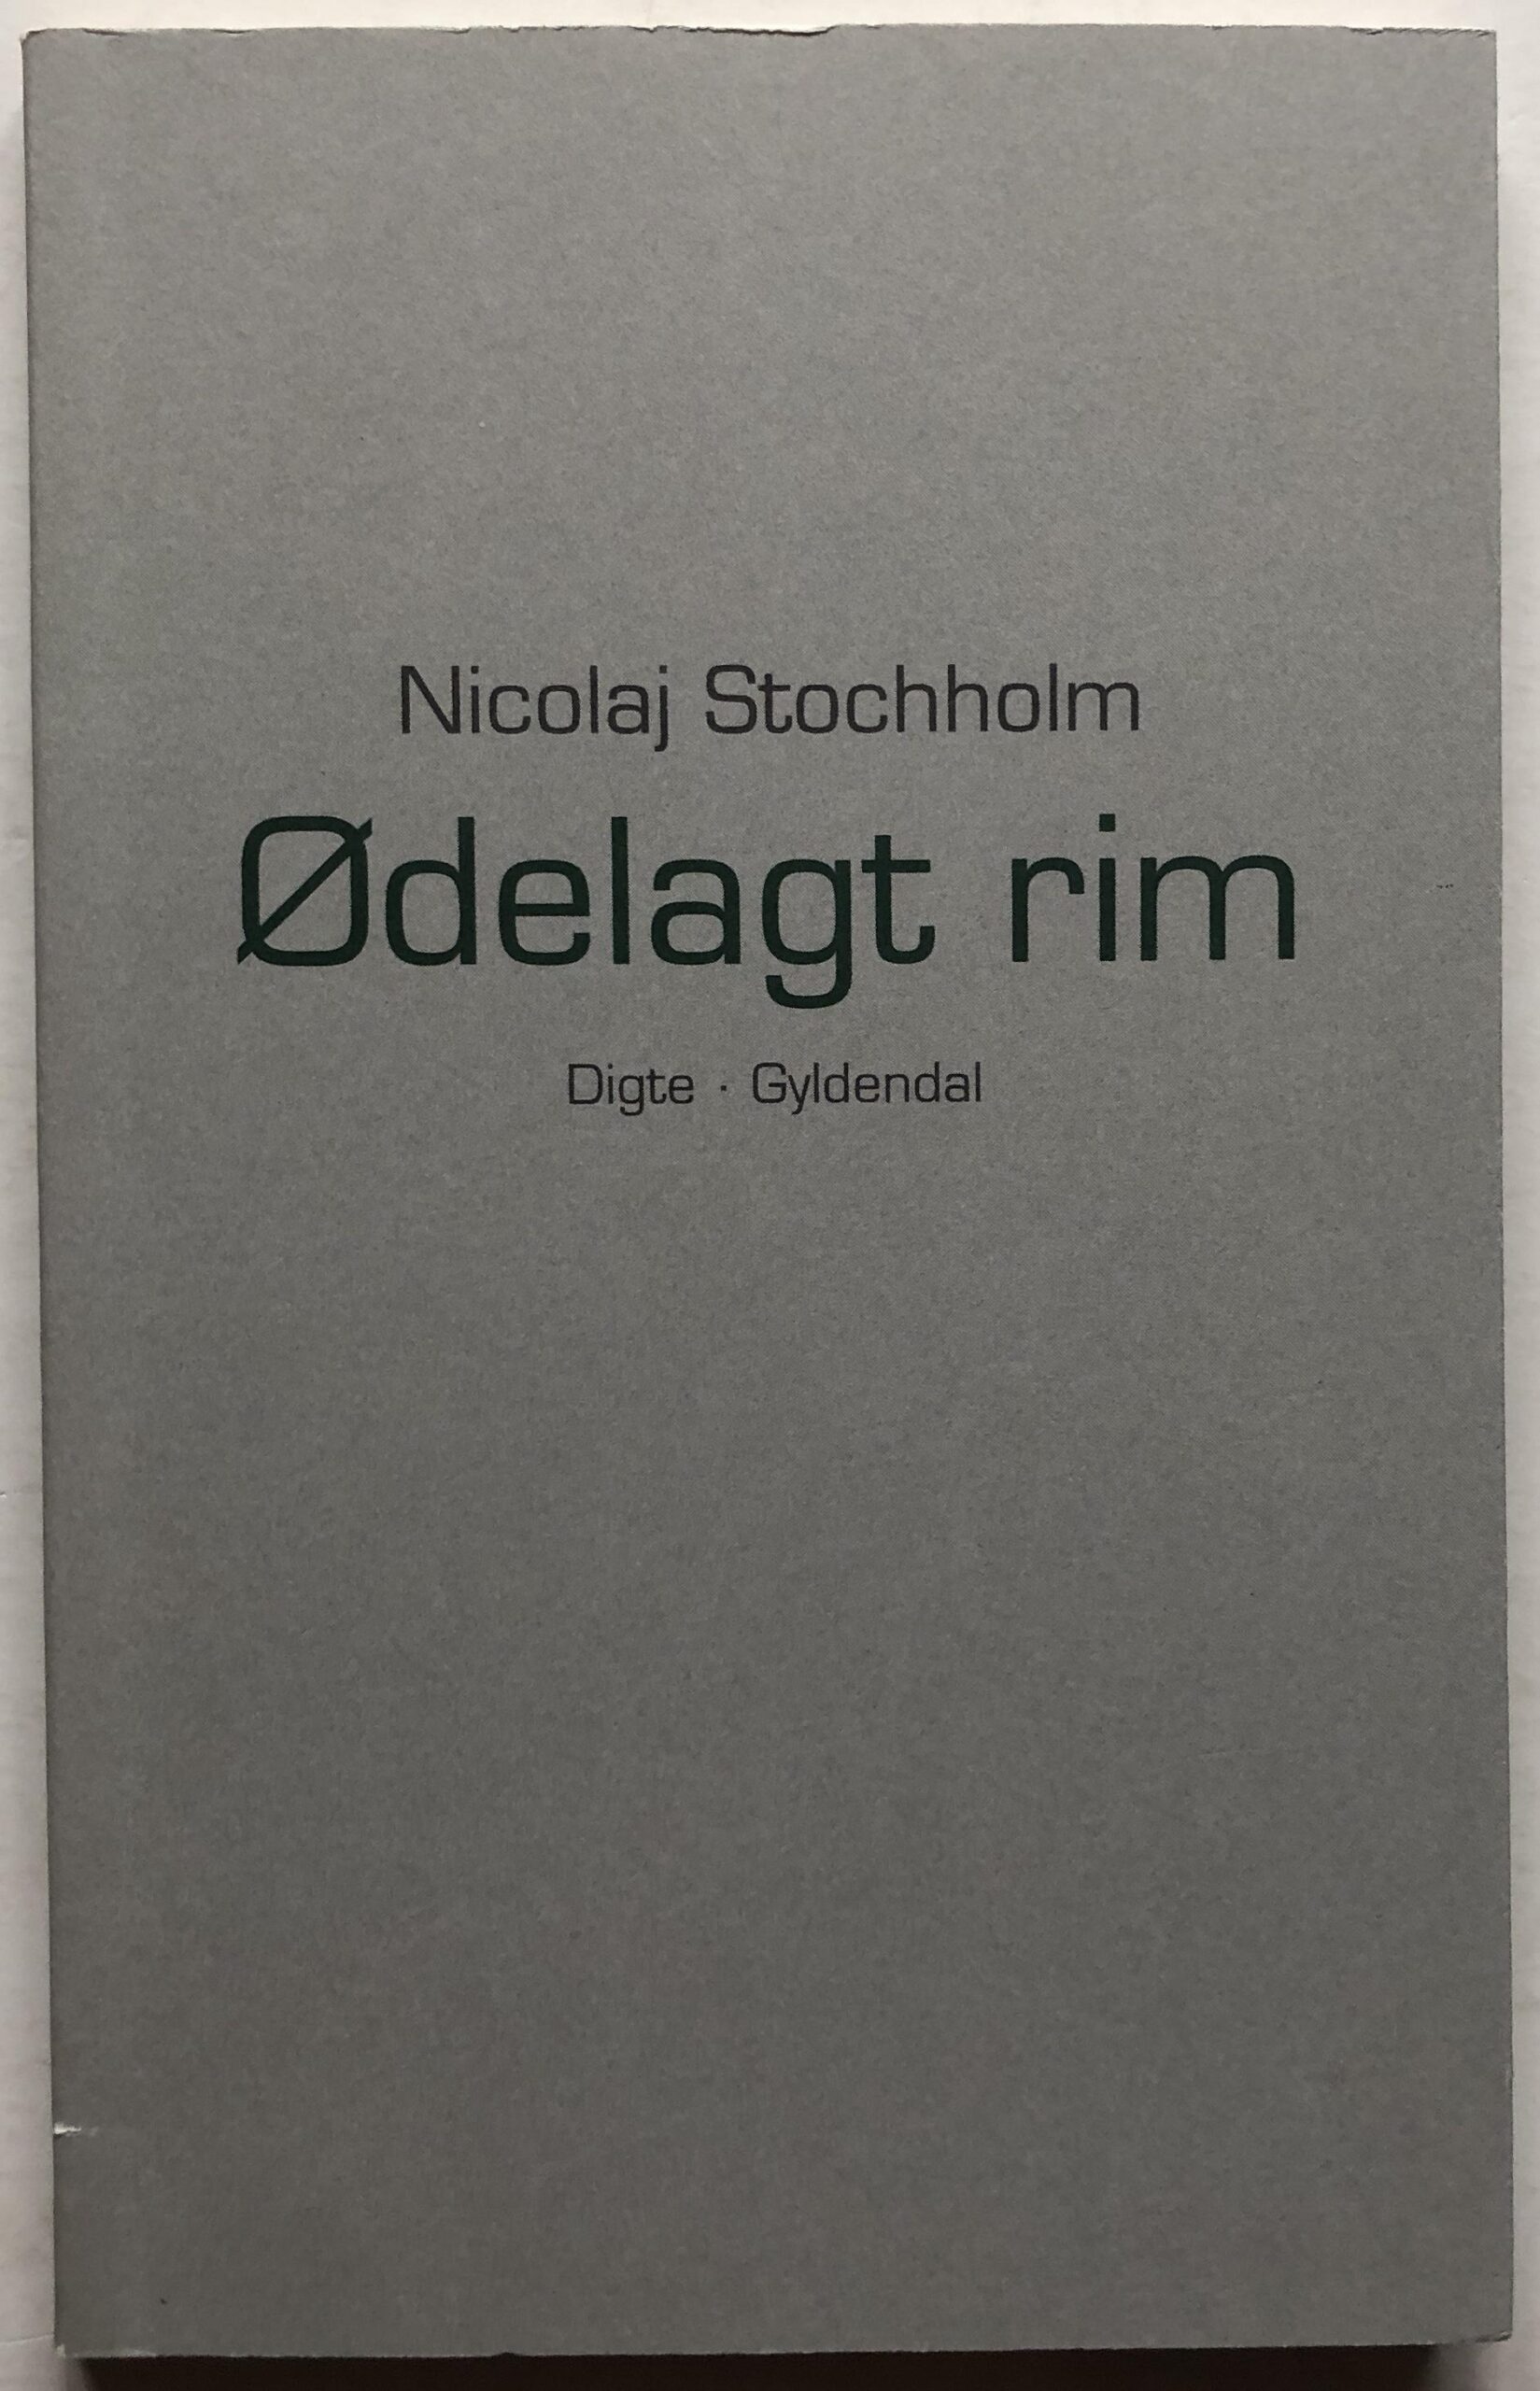 Nicolaj Stochholm
Ødelagt rim
Digte · Gyldendal